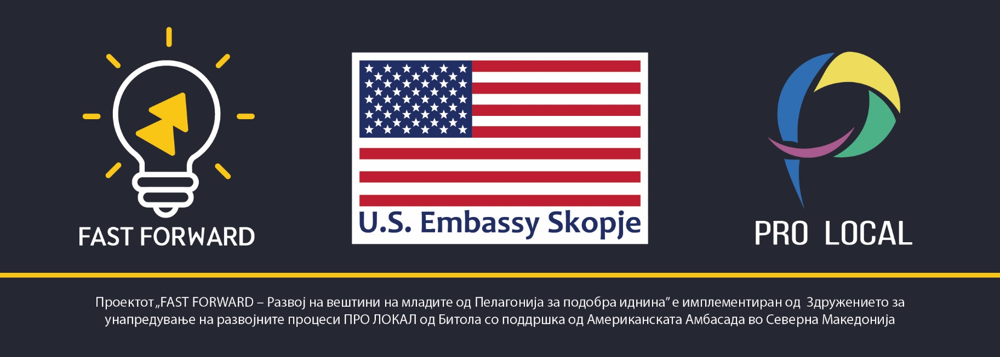 FAST FORWARD
U.S. Embassy Skopje
PRO LOCAL
Проектот „FAST FORWARD – Развој на вештини на младите од Пелагонија за подобра иднина” е имплементиран од Здружението за
унапредување на развојните процеси ПРО ЛОКАЛ од Битола со поддршка од Американската Амбасада во Северна Македонија